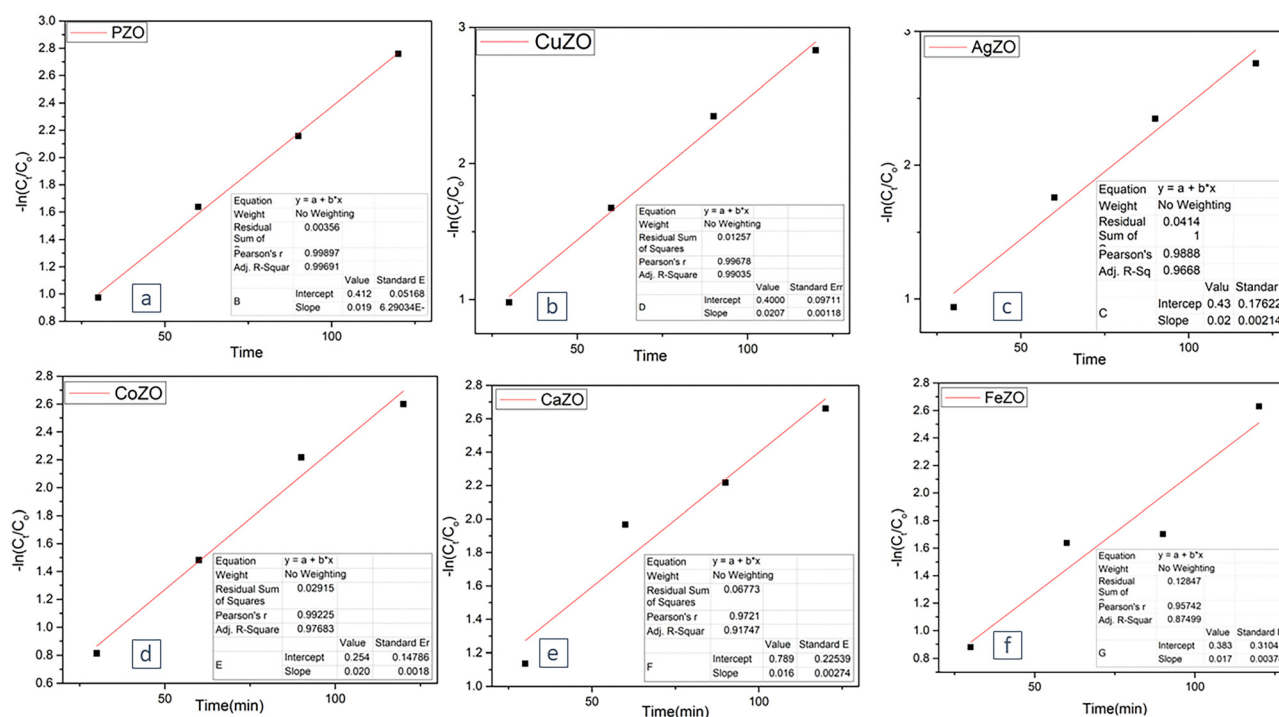 PZO
3.0
2.8
2.6
2.4
2.2
2.0
1.8
1.6
1.4
1.2
1.0
0.8
-ln(Ct/Co)
50
100
Time
a
Equation y = a + b*x
Weight No Weighting
Residual 0.00356
Sum of
Pearson's r 0.99897
Adj. R-Squar 0.99691
Value Standard E
B Intercept 0.412 0.05168
Slope 0.019 6.29034E-
CuZO
3
2
1
-ln(Ct/Co)
50
100
Time
b
Equation y = a + b*x
Weight No Weighting
Residual Sum 0.01257
of Squares
Pearson's r 0.99678
Adj. R-Square 0.99035
Value Standard Err
D Intercept 0.4000 0.09711
Slope 0.0207 0.00118
AgZO
2
1
-ln(Ct/Co)
50
100
Time
c
Equation y = a + b*x
Weight No Weighting
Residual 0.0414
Sum of 1
Pearson's 0.9888
Adj. R-Sq 0.9668
Valu Standar
C Intercep 0.43 0.17622
Slope 0.02 0.00214
CoZO
2.8
2.6
2.4
2.2
2.0
1.8
1.6
1.4
1.2
1.0
0.8
0.6
-ln(Ct/Co)
50
100
Time(min)
d
Equation y = a + b*x
Weight No Weighting
Residual Sum 0.02915
of Squares
Pearson's r 0.99225
Adj. R-Square 0.97683
Value Standard Er
E Intercept 0.254 0.14786
Slope 0.020 0.0018
CaZO
2.8
2.6
2.4
2.2
2.0
1.8
1.6
1.4
1.2
1.0
-ln(Ct/Co)
50
100
Time(min)
e
Equation y = a + b*x
Weight No Weighting
Residual Sum 0.06773
of Squares
Pearson's r 0.9721
Adj. R-Square 0.91747
Value Standard E
F Intercept 0.789 0.22539
Slope 0.016 0.00274
FeZO
2.8
2.4
2.0
1.6
1.2
0.8
-ln(Ct/Co)
50
100
Time(min)
f
Equation y = a + b*x
Weight No Weighting
Residual 0.12847
Sum of
Pearson's r 0.95742
Adj. R-Squar 0.87499
Value Standard
G Intercept 0.383 0.3104
Slope 0.017 0.0037